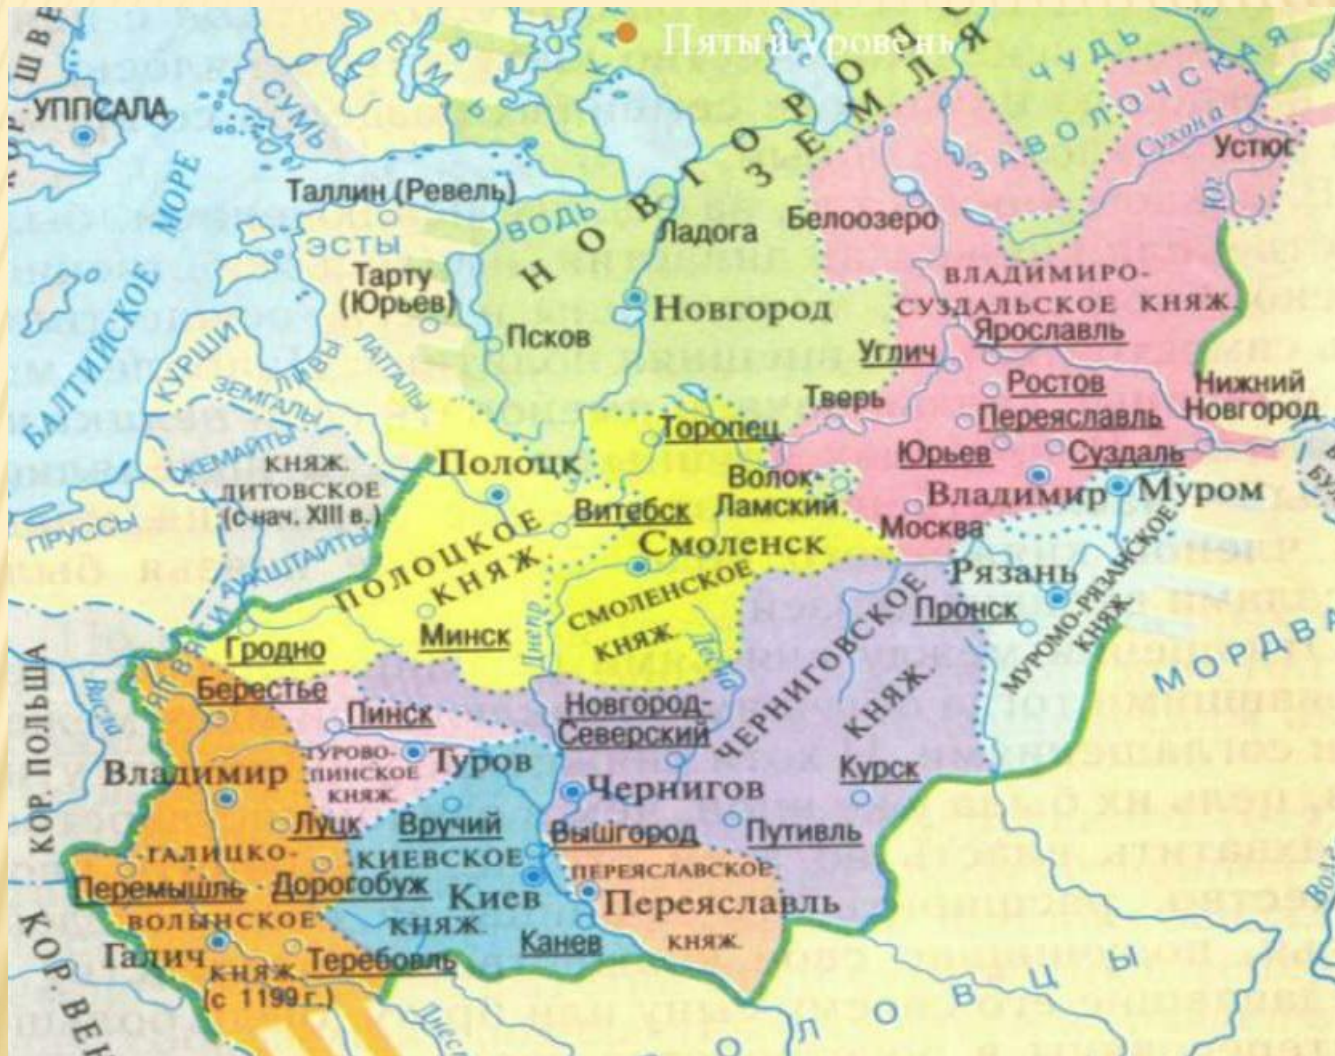 Пятый уровень
НОВГОРОДСКАЯ
ЗЕМЛЯ
ЧУДЬ
ЗАВОЛОЧСКАЯ
Сухона
Устюг
Юг
УППСАЛА
СУМЬ
БАЛТИЙСКОЕ
МОРЕ
Таллин (Ревель)
ЭСТЫ
ВОДЬ
Ладога
Белоозеро
Тарту
(Юрьев)
Псков
Новгород
ВЛАДИМИРО-
СУЗДАЛЬСКОЕ КНЯЖ.
Ярославль
Углич
Ростов
Тверь
Переяславль
Нижний
Новгород
КУРШИ
ЗЕМГАЛЫ
ЛИВЫ
ЛАТГАЛЫ
Торопец
Юрьев
Суздаль
ЖЕМАЙТЫ
КНЯЖ.
ЛИТОВСКОЕ
(с нач. XIII в.)
Полоцк
Волок-
Ламский
Владимир
Муром
ПРУССЫ
АУКШТАЙТЫ
Витебск
Москва
ПОЛОЦКОЕ
КНЯЖ.
Смоленск
СМОЛЕНСКОЕ
КНЯЖ.
Рязань
Пронск
МУРОМО-РЯЗАНСКОЕ
КНЯЖ.
МОРДВА
Гродно
Минск
Днепр
ЯТВЯГИ
КОР. ПОЛЬША
Висла
Берестье
Пинск
Новгород-
Северский
ЧЕРНИГОВСКОЕ
КНЯЖ.
ТУРОВО-
ПИНСКОЕ
КНЯЖ.
Туров
Владимир
Чернигов
Курск
Луцк
Вручий
Вышгород
Путивль
ГАЛИЦКО-
ВОЛЫНСКОЕ
КНЯЖ.
(с 1199 г.)
КИЕВСКОЕ
КНЯЖ.
ПЕРЕЯСЛАВСКОЕ
КНЯЖ.
Перемышль
Дорогобуж
Киев
Переяславль
Галич
Теребовль
Канев
КОР. ВЕН
Днест
ПОЛОВЦЫ